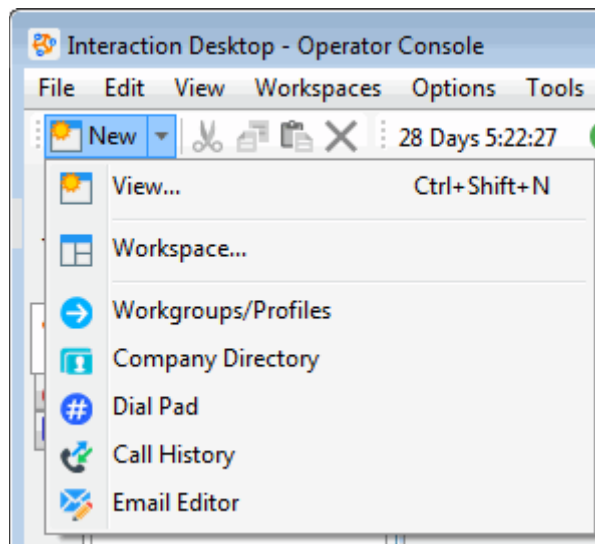 Interaction Desktop - Operator Console
File Edit View Workspaces Options Tools
New 28 Days 5:22:27
View... Ctrl+Shift+N
Workspace...
Workgroups/Profiles
Company Directory
Dial Pad
Call History
Email Editor